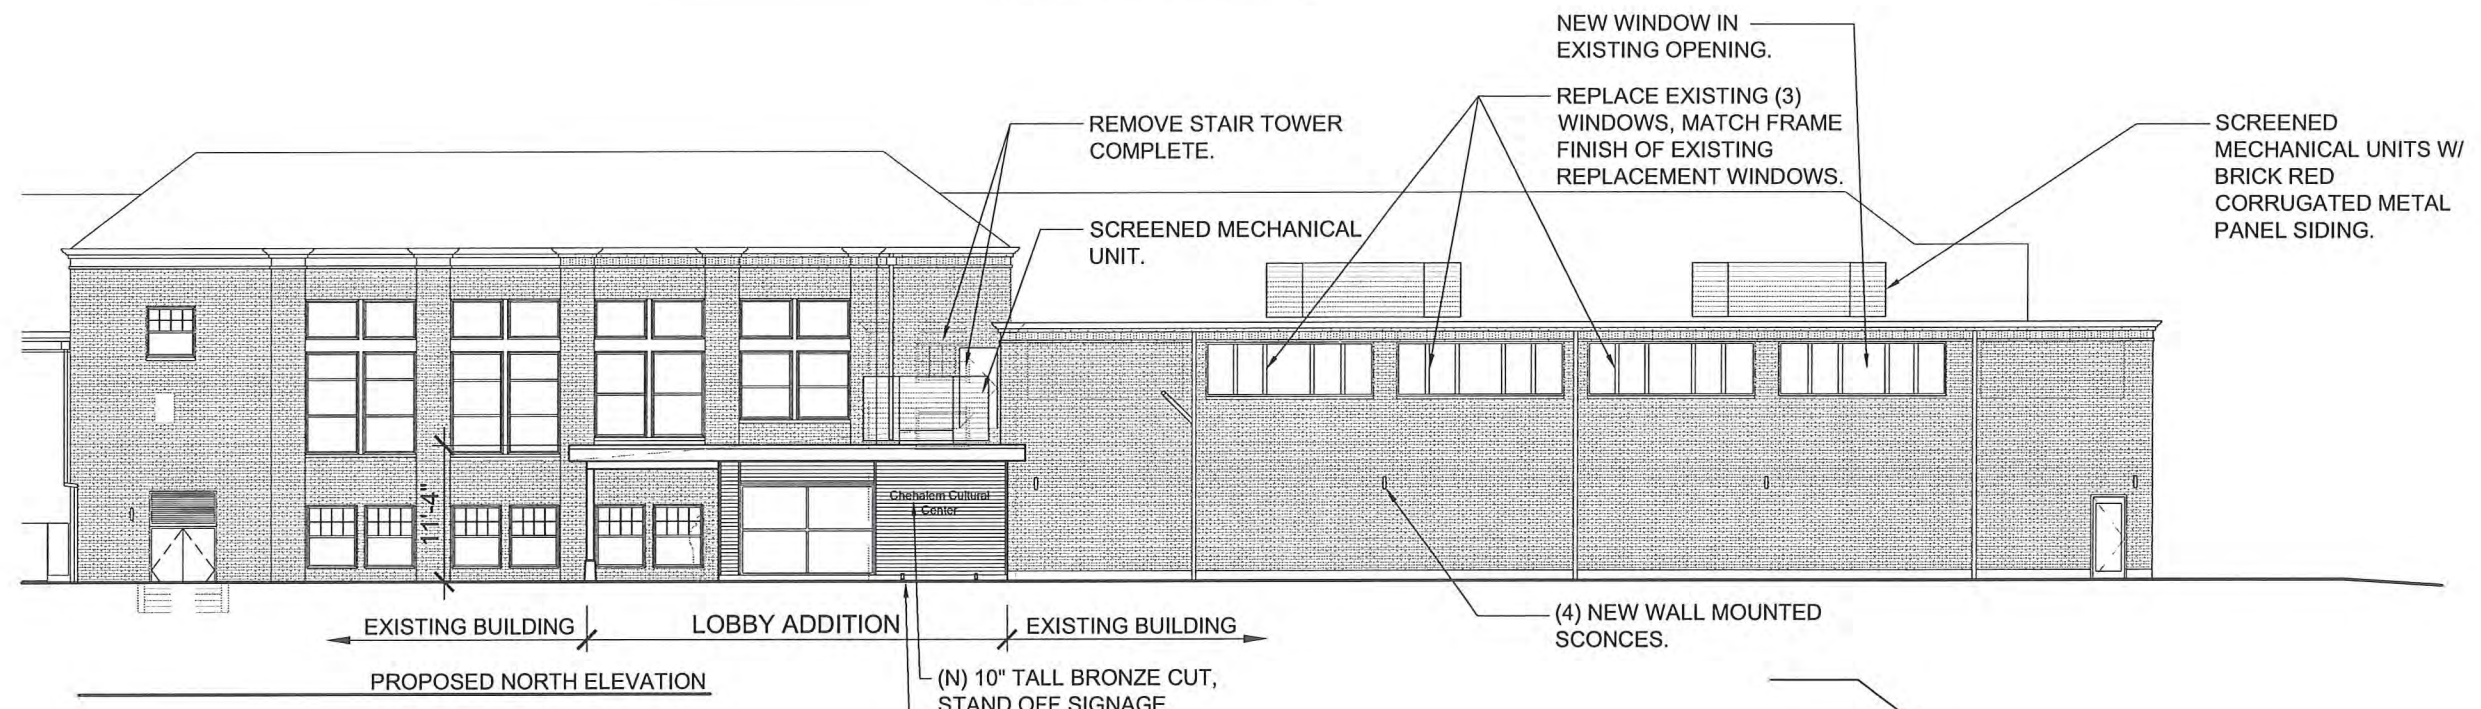 NEW WINDOW IN
EXISTING OPENING.
REPLACE EXISTING (3)
WINDOWS, MATCH FRAME
FINISH OF EXISTING
REPLACEMENT WINDOWS.
REMOVE STAIR TOWER
COMPLETE.
SCREENED
MECHANICAL UNITS W/
BRICK RED
CORRUGATED METAL
PANEL SIDING.
SCREENED MECHANICAL
UNIT.
11'-4"
Chehalem Cultural
Center
EXISTING BUILDING
LOBBY ADDITION
EXISTING BUILDING
(4) NEW WALL MOUNTED
SCONCES.
PROPOSED NORTH ELEVATION
(N) 10" TALL BRONZE CUT,
STAND OFF SIGNAGE